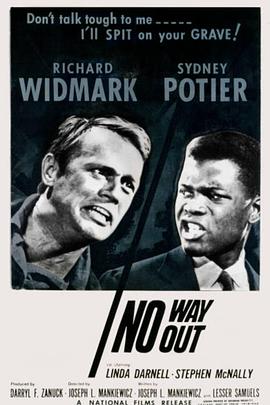 Don't talk tough to me -----
I'll SPIT on your GRAVE!
RICHARD SYDNEY
WIDMARK POTIER
NO WAY OUT
LINDA DARNELL · STEPHEN McNALLY
Produced by Directed by Written by
DARRYL F. ZANUCK · JOSEPH L. MANKIEWICZ · JOSEPH L. MANKIEWICZ and LESSER SAMUELS
A NATIONAL FILMS RELEASE